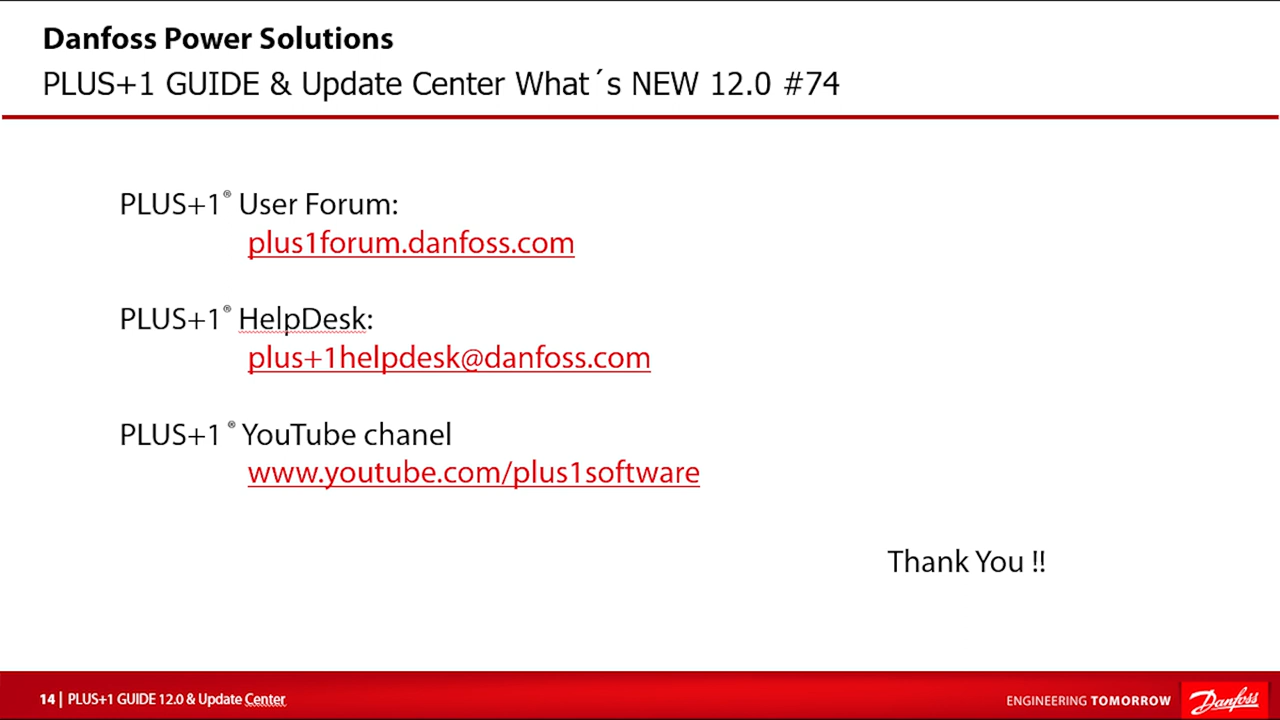 Danfoss Power Solutions
PLUS+1 GUIDE & Update Center What´s NEW 12.0 #74
PLUS+1® User Forum:
plus1forum.danfoss.com
PLUS+1® HelpDesk:
plus+1helpdesk@danfoss.com
PLUS+1 ® YouTube chanel
www.youtube.com/plus1software
Thank You !!
14 | PLUS+1 GUIDE 12.0 & Update Center
ENGINEERING TOMORROW
Danfoss